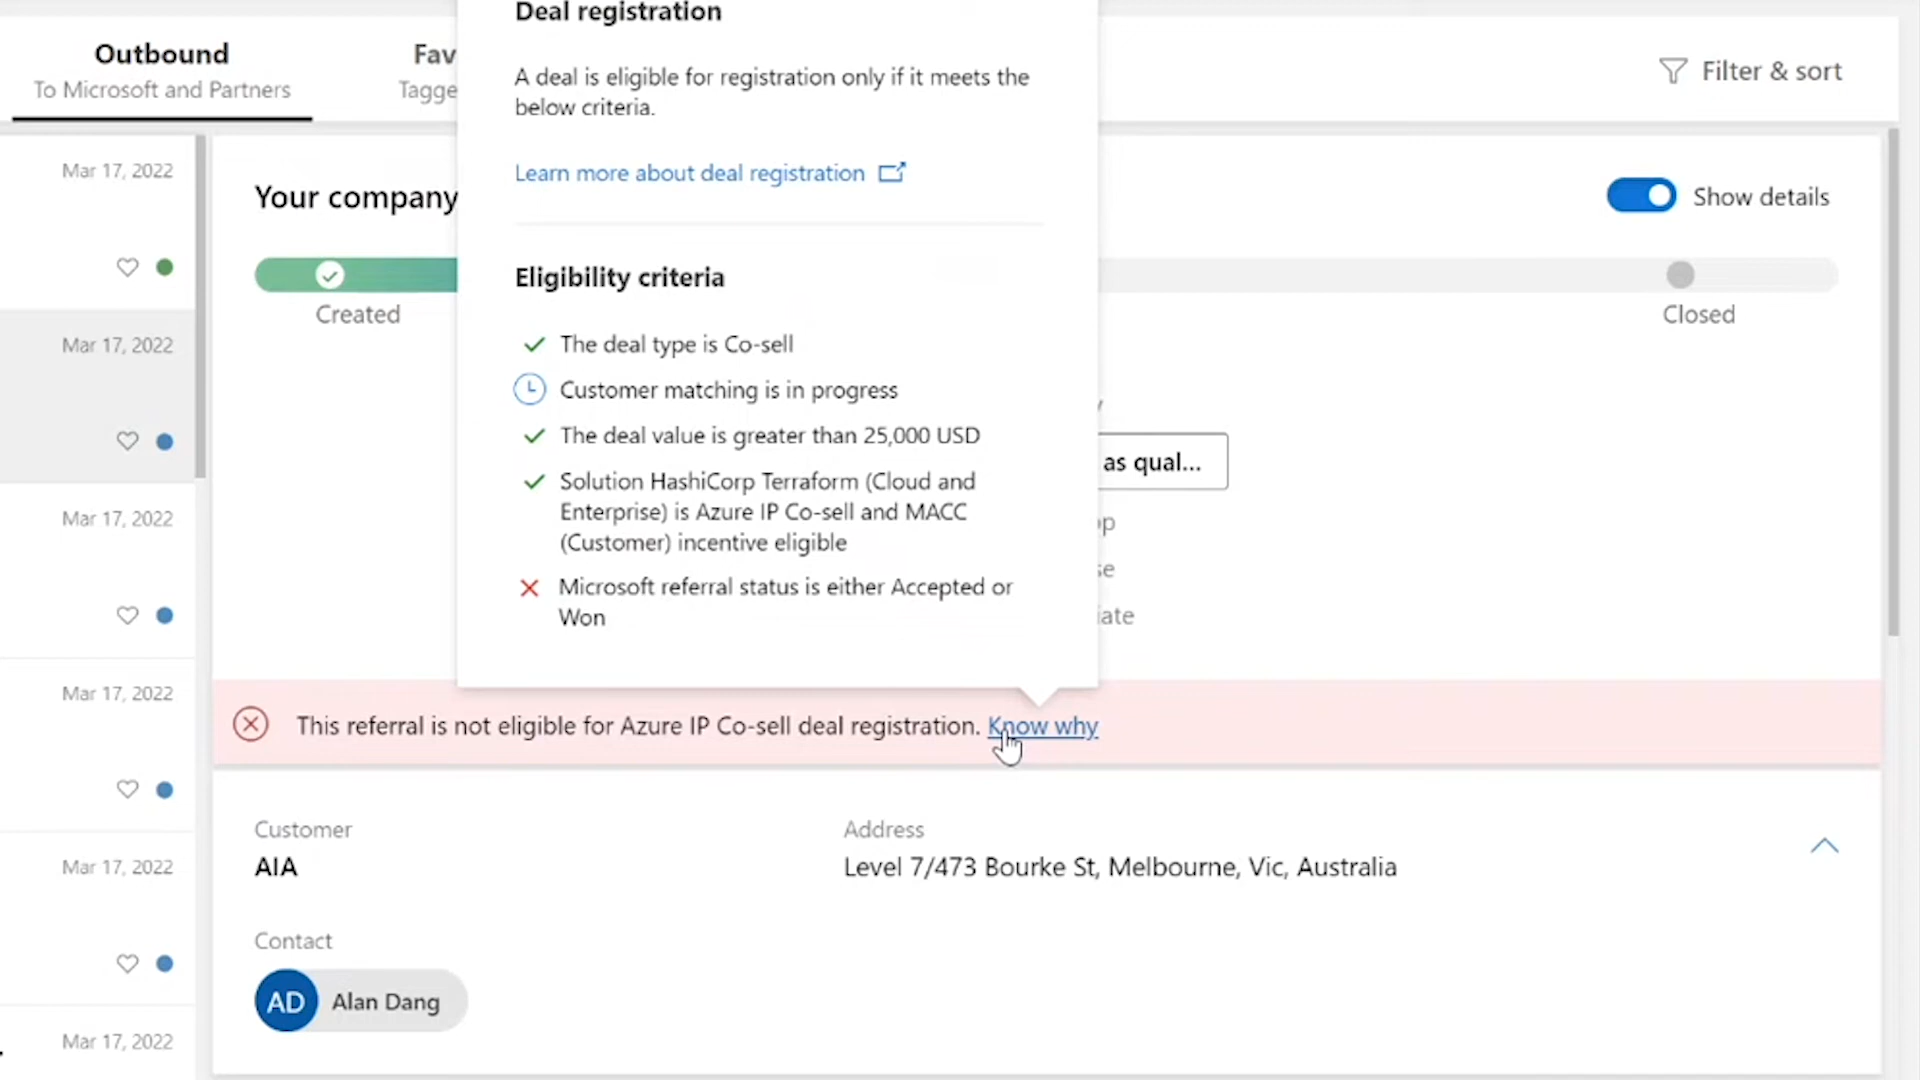 Deal registration
Outbound
Fav
To Microsoft and Partners
Tagge
Filter & sort
A deal is eligible for registration only if it meets the
below criteria.
Learn more about deal registration
Mar 17, 2022
Your company
Show details
Eligibility criteria
Created
Closed
Mar 17, 2022
The deal type is Co-sell
Customer matching is in progress
The deal value is greater than 25,000 USD
as qual...
Solution HashiCorp Terraform (Cloud and
Enterprise) is Azure IP Co-sell and MACC
(Customer) incentive eligible
Mar 17, 2022
Microsoft referral status is either Accepted or
Won
Mar 17, 2022
This referral is not eligible for Azure IP Co-sell deal registration. Know why
Customer
AIA
Address
Level 7/473 Bourke St, Melbourne, Vic, Australia
Mar 17, 2022
Contact
AD Alan Dang
Mar 17, 2022